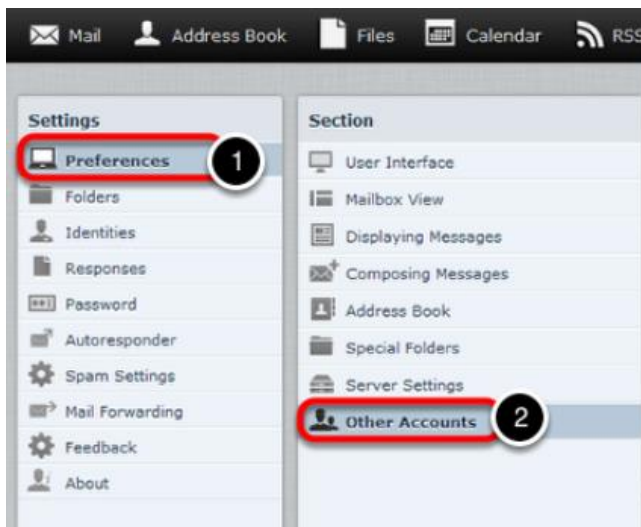 Mail Address Book Files Calendar RSS
Settings
Preferences 1
Folders
Identities
Responses
Password
Autoresponder
Spam Settings
Mail Forwarding
Feedback
About
Section
User Interface
Mailbox View
Displaying Messages
Composing Messages
Address Book
Special Folders
Server Settings
Other Accounts 2